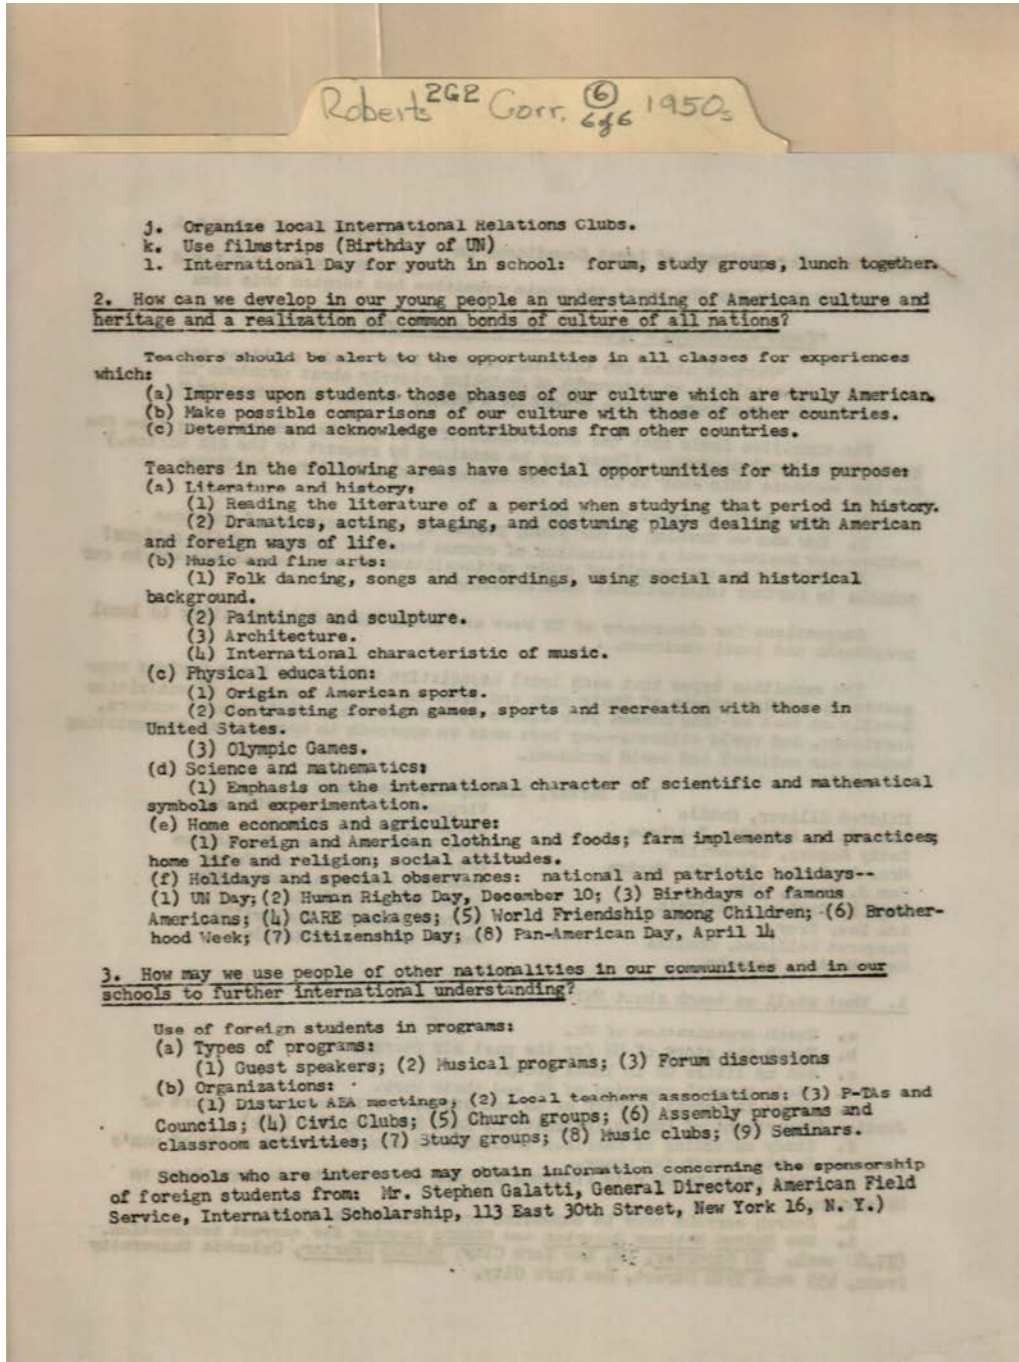 Roberts 2G2 Corr. 6 1950s
6 of 6
j. Organize local International Relations Clubs.
k. Use filmstrips (Birthday of UN)
l. International Day for youth in school: forum, study groups, lunch together.
2. How can we develop in our young people an understanding of American culture and
heritage and a realization of common bonds of culture of all nations?
Teachers should be alert to the opportunities in all classes for experiences
which:
(a) Impress upon students those phases of our culture which are truly American.
(b) Make possible comparisons of our culture with those of other countries.
(c) Determine and acknowledge contributions from other countries.
Teachers in the following areas have special opportunities for this purpose:
(a) Literature and history:
(1) Reading the literature of a period when studying that period in history.
(2) Dramatics, acting, staging, and costuming plays dealing with American
and foreign ways of life.
(b) Music and fine arts:
(1) Folk dancing, songs and recordings, using social and historical
background.
(2) Paintings and sculpture.
(3) Architecture.
(4) International characteristic of music.
(c) Physical education:
(1) Origin of American sports.
(2) Contrasting foreign games, sports and recreation with those in
United States.
(3) Olympic Games.
(d) Science and mathematics:
(1) Emphasis on the international character of scientific and mathematical
symbols and experimentation.
(e) Home economics and agriculture:
(1) Foreign and American clothing and foods; farm implements and practices;
home life and religion; social attitudes.
(f) Holidays and special observances: national and patriotic holidays--
(1) UN Day; (2) Human Rights Day, December 10; (3) Birthdays of famous
Americans; (4) CARE packages; (5) World Friendship among Children; (6) Brother-
hood Week; (7) Citizenship Day; (8) Pan-American Day, April 14
3. How may we use people of other nationalities in our communities and in our
schools to further international understanding?
Use of foreign students in programs:
(a) Types of programs:
(1) Guest speakers; (2) Musical programs; (3) Forum discussions
(b) Organizations:
(1) District AEA meetings; (2) Local teachers associations; (3) P-TAs and
Councils; (4) Civic Clubs; (5) Church groups; (6) Assembly programs and
classroom activities; (7) Study groups; (8) Music clubs; (9) Seminars.
Schools who are interested may obtain information concerning the sponsorship
of foreign students from: Mr. Stephen Galatti, General Director, American Field
Service, International Scholarship, 113 East 30th Street, New York 16, N. Y.)